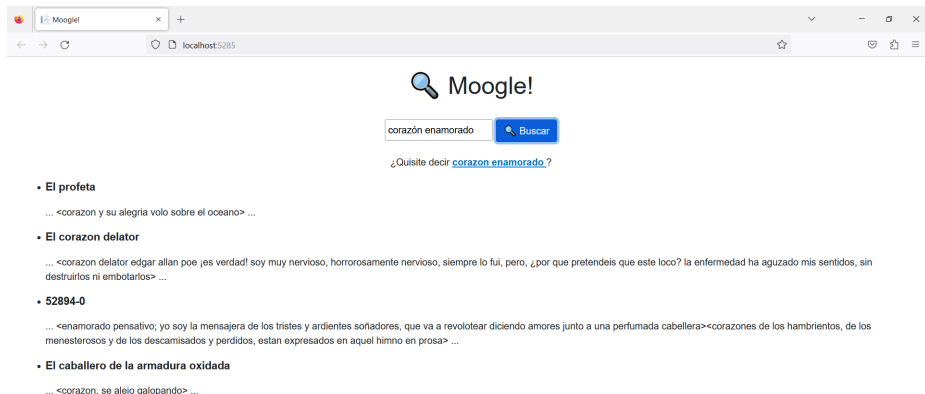 Moogle!
localhost:5285
Moogle!
corazón enamorado
Buscar
¿Quisite decir corazon enamorado ?
El profeta
... <corazon y su alegria volo sobre el oceano> ...
El corazon delator
... <corazon delator edgar allan poe ¡es verdad! soy muy nervioso, horrorosamente nervioso, siempre lo fui, pero, ¿por que pretendeis que este loco? la enfermedad ha aguzado mis sentidos, sin
destruirlos ni embotarlos> ...
52894-0
... <enamorado pensativo; yo soy la mensajera de los tristes y ardientes soñadores, que va a revolotear diciendo amores junto a una perfumada cabellera><corazones de los hambrientos, de los
menesterosos y de los descamisados y perdidos, estan expresados en aquel himno en prosa> ...
El caballero de la armadura oxidada
... <corazon, se alejo galopando> ...